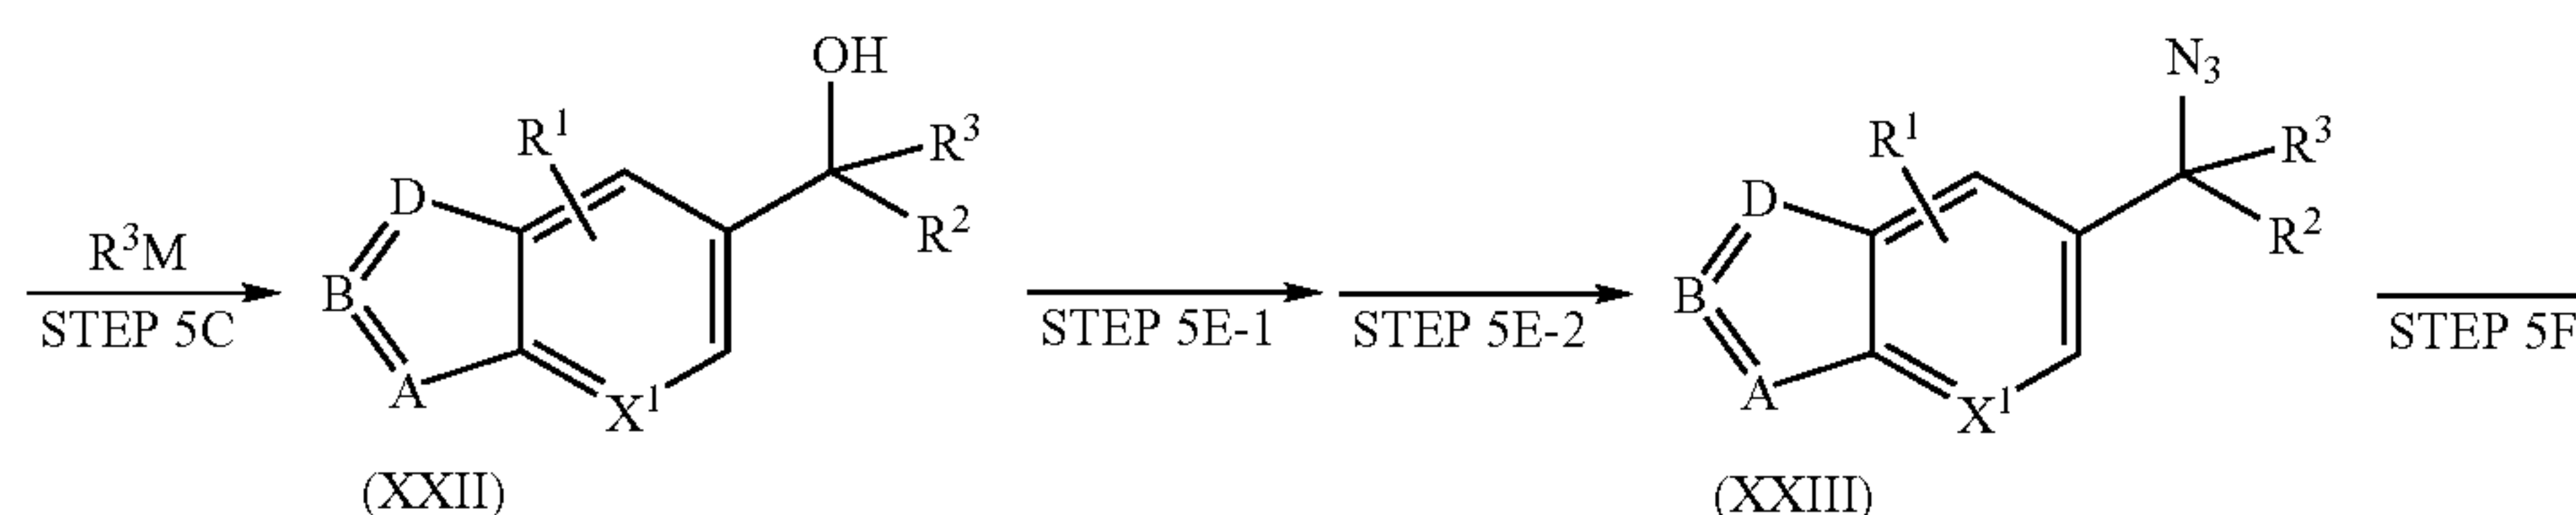 OH
N₃
R¹
R³
R¹
R³
D
D
R³M
R²
R²
B
B
STEP 5C
STEP 5E-1
STEP 5E-2
STEP 5F
A
X¹
A
X¹
(XXII)
(XXIII)